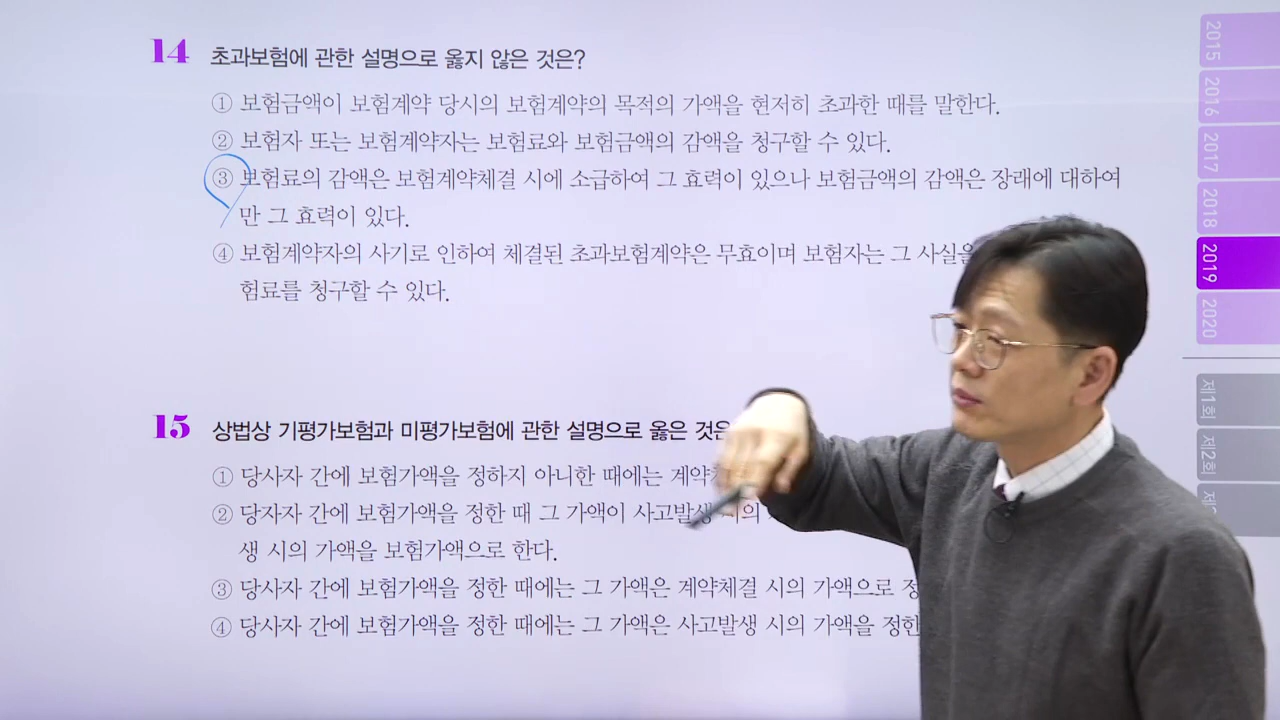 14 초과보험에 관한 설명으로 옳지 않은 것은?
① 보험금액이 보험계약 당시의 보험계약의 목적의 가액을 현저히 초과한 때를 말한다.
② 보험자 또는 보험계약자는 보험료와 보험금액의 감액을 청구할 수 있다.
③ 보험료의 감액은 보험계약체결 시에 소급하여 그 효력이 있으나 보험금액의 감액은 장래에 대하여
만 그 효력이 있다.
④ 보험계약자의 사기로 인하여 체결된 초과보험계약은 무효이며 보험자는 그 사실을
험료를 청구할 수 있다.
15 상법상 기평가보험과 미평가보험에 관한 설명으로 옳은 것은
① 당사자 간에 보험가액을 정하지 아니한 때에는
② 당자자 간에 보험가액을 정한 때 그 가액이 사고발생 시의
생 시의 가액을 보험가액으로 한다.
③ 당사자 간에 보험가액을 정한 때에는 그 가액은 계약체결 시의 가액으로
④ 당사자 간에 보험가액을 정한 때에는 그 가액은 사고발생 시의 가액을 정한
2015
2016
2017
2018
2019
2020
제1회
제2회